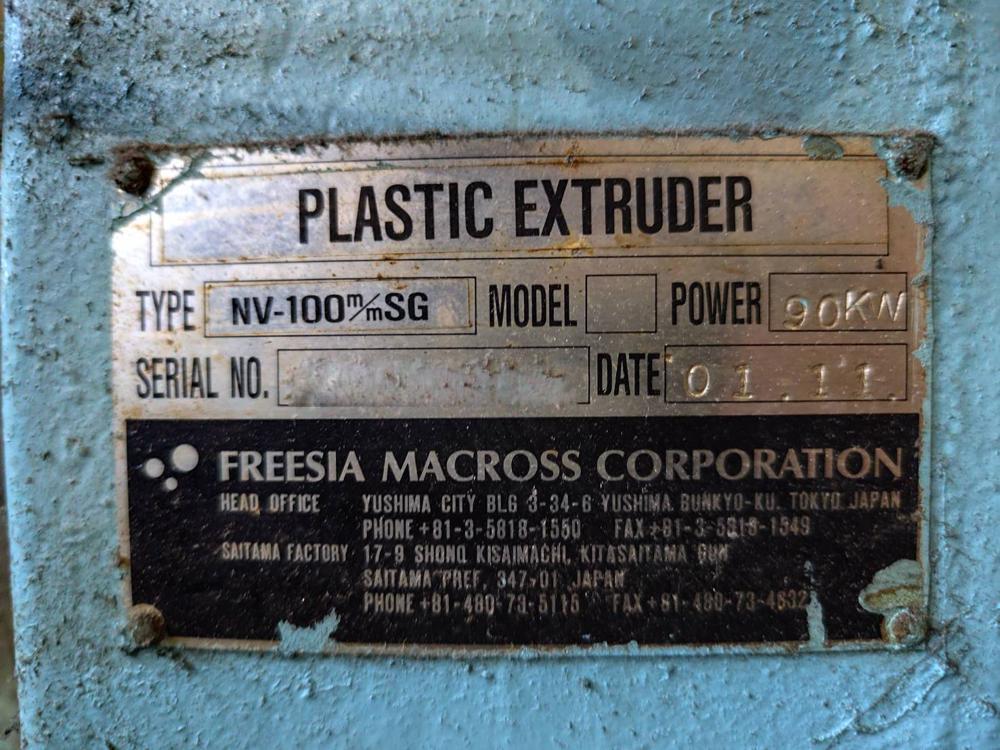 PLASTIC EXTRUDER
TYPE NV-100m/mSG MODEL POWER 90KW
SERIAL NO. DATE 01.11.
FREESIA MACROSS CORPORATION
HEAD OFFICE YUSHIMA CITY BLG 3-34-6 YUSHIMA BUNKYO-KU. TOKYO JAPAN
PHONE +81-3-5818-1550 FAX +81-3-5818-1549
SAITAMA FACTORY 17-9 SHONO KISAIMACHI, KITASAITAMA GUN
SAITAMA PREF. 347-01 JAPAN
PHONE +81-480-73-5115 FAX +81-480-73-4632